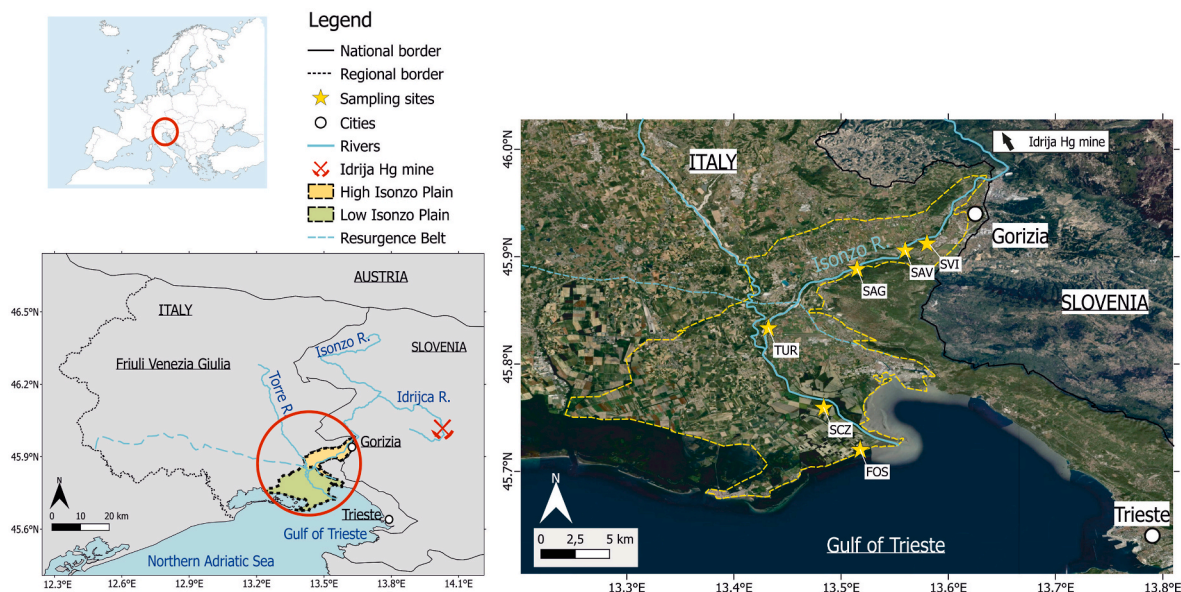 Legend
National border
Regional border
Sampling sites
Cities
Rivers
Idrija Hg mine
High Isonzo Plain
Low Isonzo Plain
Resurgence Belt
AUSTRIA
ITALY
SLOVENIA
Friuli Venezia Giulia
Isonzo R.
Torre R.
Idrijca R.
Gorizia
Trieste
Gulf of Trieste
Northern Adriatic Sea
N
0 10 20 km
46.5°N
46.2°N
45.9°N
45.6°N
12.3°E 12.6°E 12.9°E 13.2°E 13.5°E 13.8°E 14.1°E
ITALY
Idrija Hg mine
Gorizia
Isonzo R.
SVI
SAV
SAG
SLOVENIA
TUR
SCZ
FOS
Trieste
Gulf of Trieste
N
0 2,5 5 km
46.0°N
45.9°N
45.8°N
45.7°N
13.3°E 13.4°E 13.5°E 13.6°E 13.7°E 13.8°E